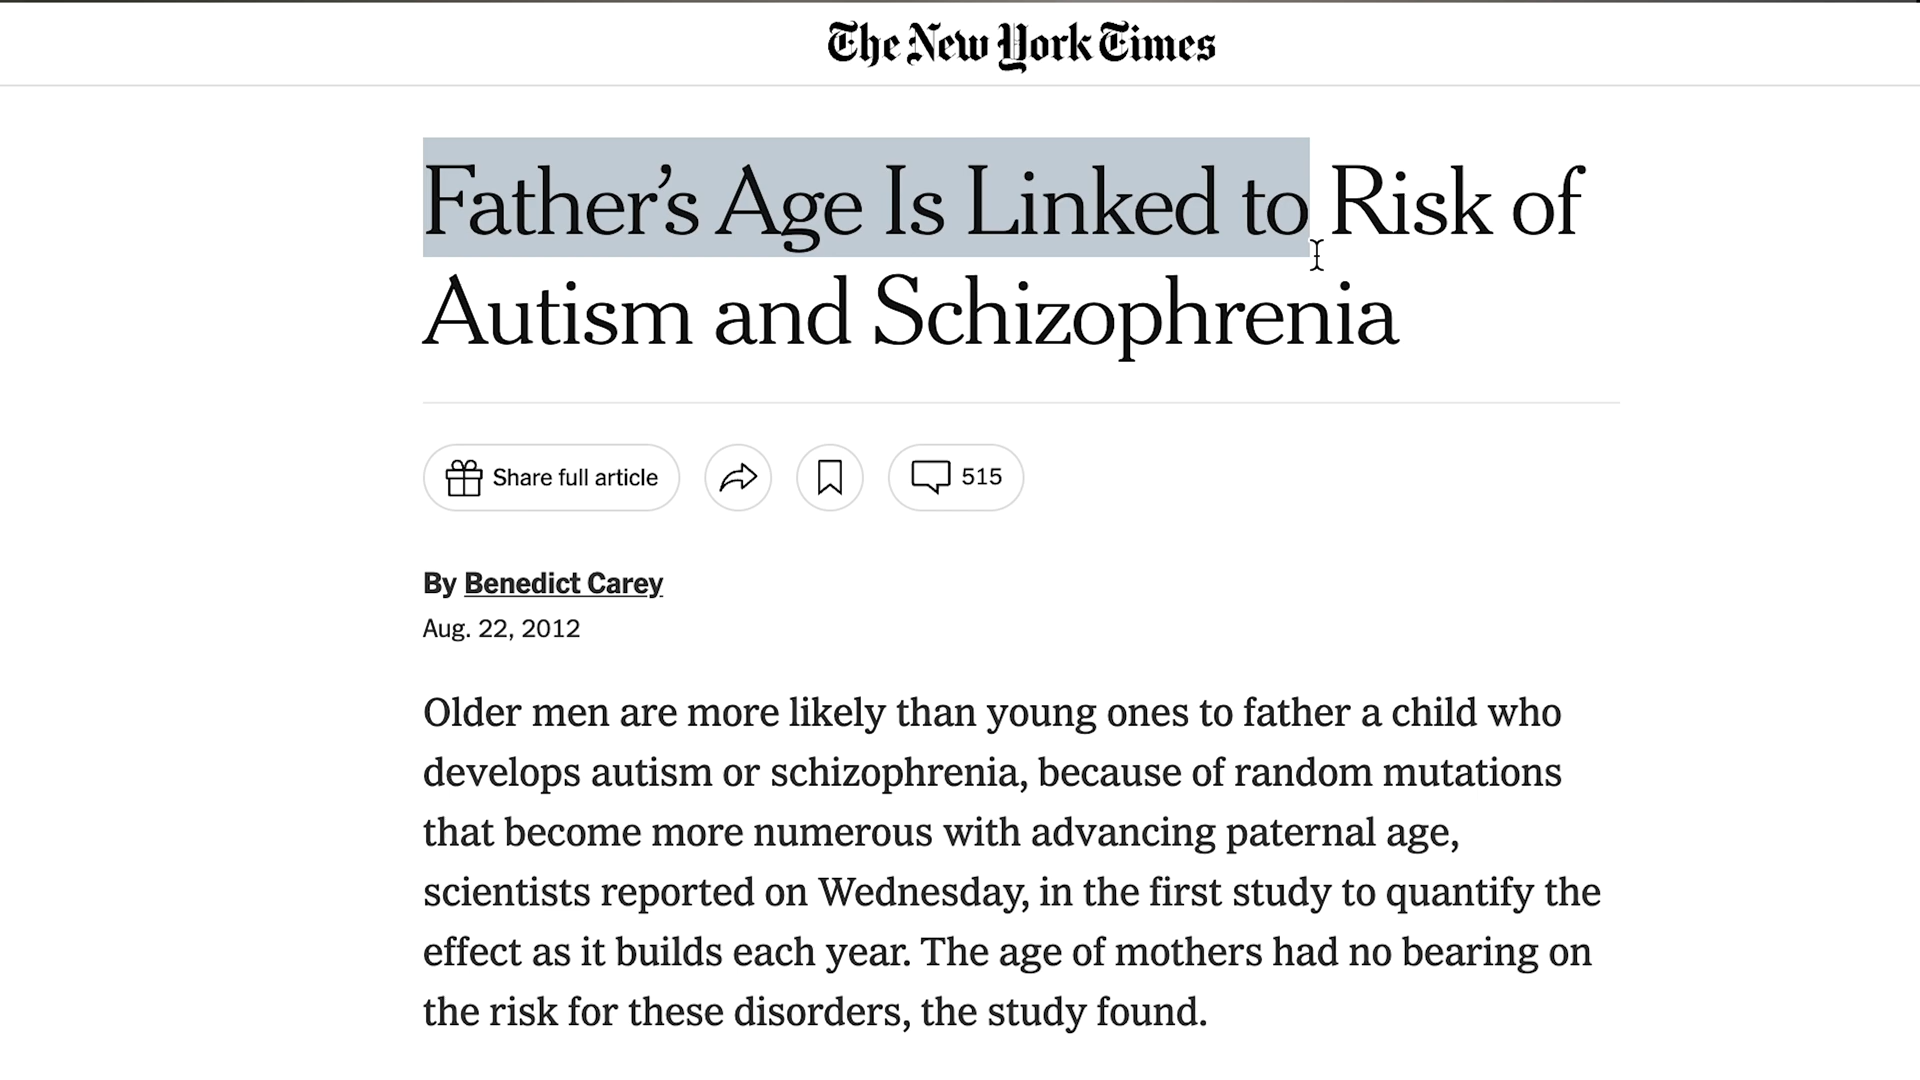 The New York Times
Father’s Age Is Linked to Risk of
Autism and Schizophrenia
Share full article
515
By Benedict Carey
Aug. 22, 2012
Older men are more likely than young ones to father a child who
develops autism or schizophrenia, because of random mutations
that become more numerous with advancing paternal age,
scientists reported on Wednesday, in the first study to quantify the
effect as it builds each year. The age of mothers had no bearing on
the risk for these disorders, the study found.